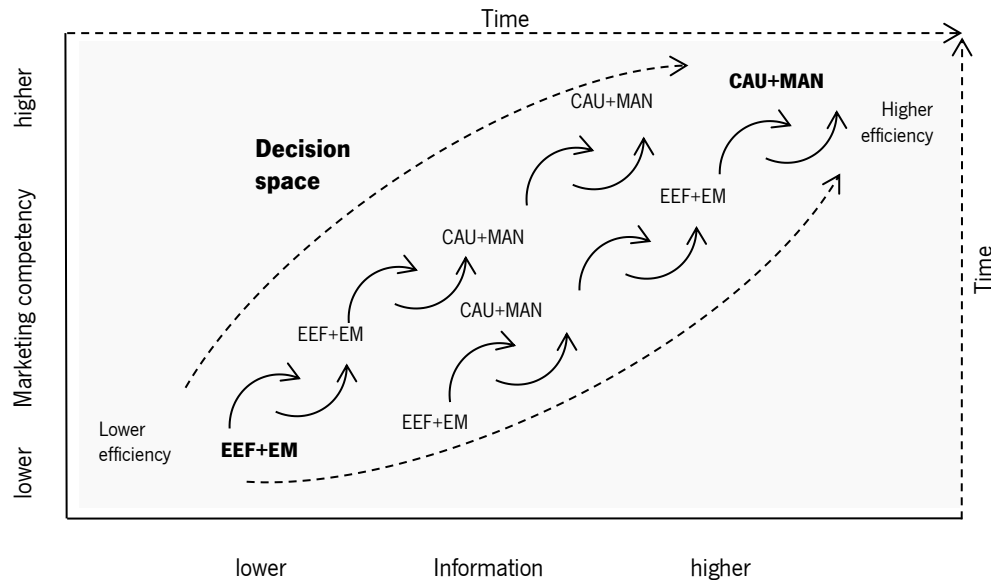 Time
higher
Marketing competency
lower
CAU+MAN
CAU+MAN
Higher
efficiency
Decision
space
EEF+EM
CAU+MAN
Time
CAU+MAN
EEF+EM
EEF+EM
Lower
efficiency
EEF+EM
lower
Information
higher